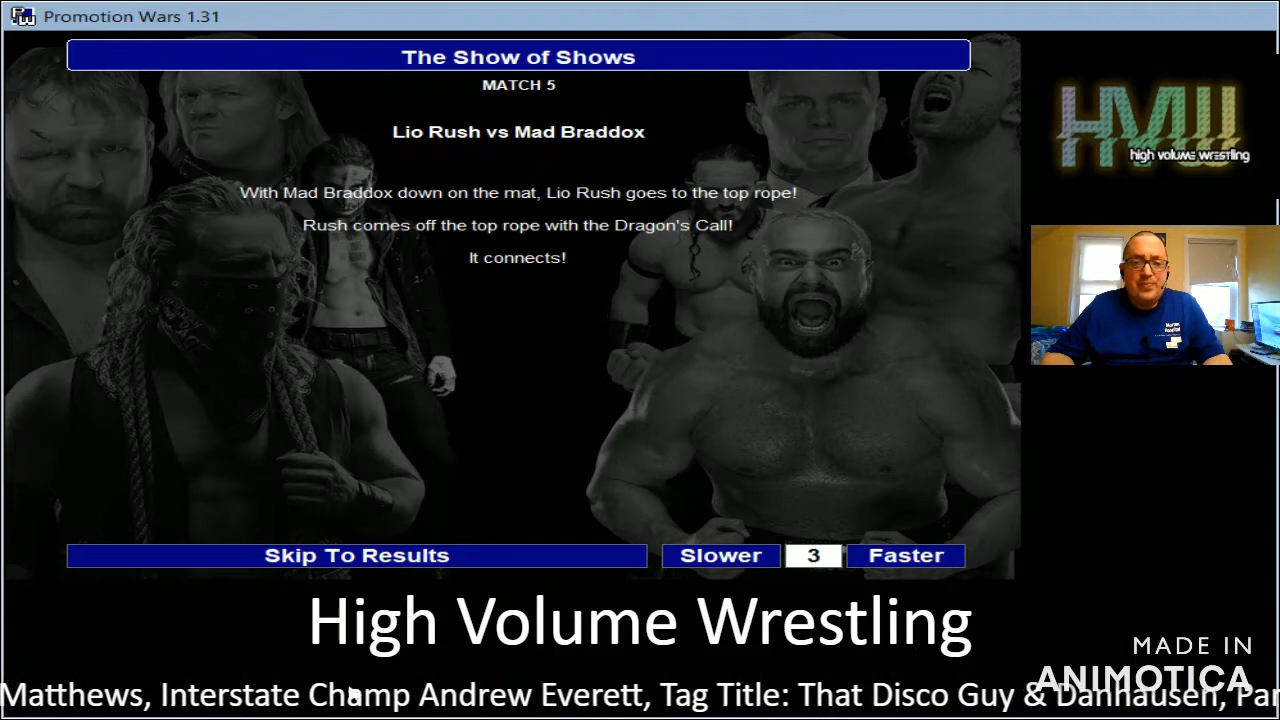 Promotion Wars 1.31
The Show of Shows
MATCH 5
Lio Rush vs Mad Braddox
With Mad Braddox down on the mat, Lio Rush goes to the top rope!
Rush comes off the top rope with the Dragon's Call!
It connects!
Skip To Results
Slower
3
Faster
HVW
high volume wrestling
High Volume Wrestling
MADE IN
ANIMOTICA
Matthews, Interstate Champ Andrew Everett, Tag Title: That Disco Guy & Danhausen, Par